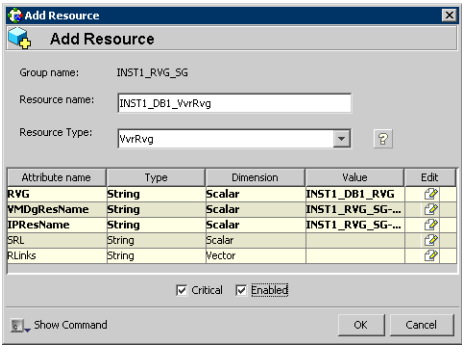 Add Resource
Add Resource
Group name: INST1_RVG_SG
Resource name: INST1_DB1_VvrRvg
Resource Type: VvrRvg
Attribute name Type Dimension Value Edit
RVG String Scalar INST1_DB1_RVG
VMDgResName String Scalar INST1_RVG_SG-...
IPResName String Scalar INST1_RVG_SG-...
SRL String Scalar
RLinks String Vector
Critical Enabled
Show Command OK Cancel